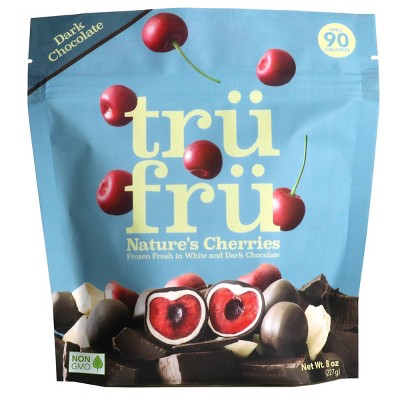 Dark
Chocolate
ONLY
90
CALORIES
trü
frü
Nature's Cherries
Frozen Fresh in White and Dark Chocolate
NON
GMO
Net Wt. 8 oz
(227g)